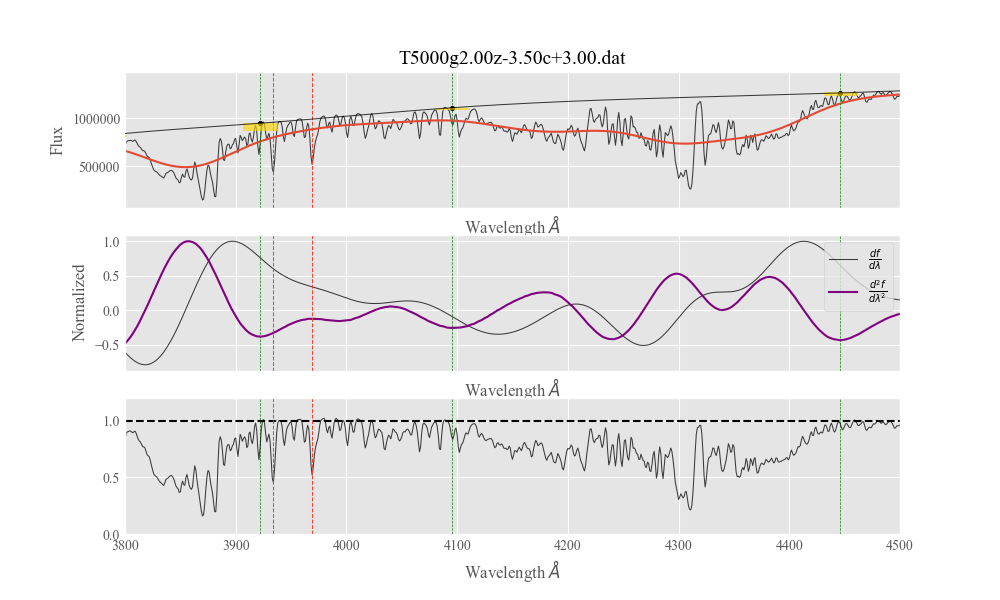 T5000g2.00z-3.50c+3.00.dat
Flux
1000000
500000
Wavelength Å
Normalized
1.0
0.5
0.0
−0.5
df/dλ
d²f/dλ²
Wavelength Å
1.0
0.5
0.0
3800 3900 4000 4100 4200 4300 4400 4500
Wavelength Å